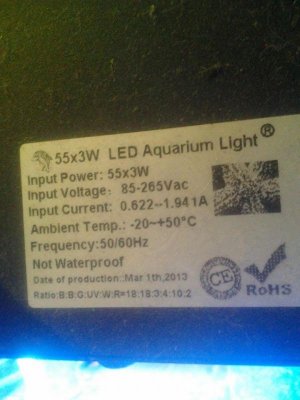 55x3W LED Aquarium Light®
Input Power: 55x3W
Input Voltage: 85-265Vac
Input Current: 0.622--1.941A
Ambient Temp.: -20~+50°C
Frequency:50/60Hz
Not Waterproof
Date of production::Mar 1th,2013
Ratio:B:B:G:UV:W:R=18:18:3:4:10:2
CE
RoHS